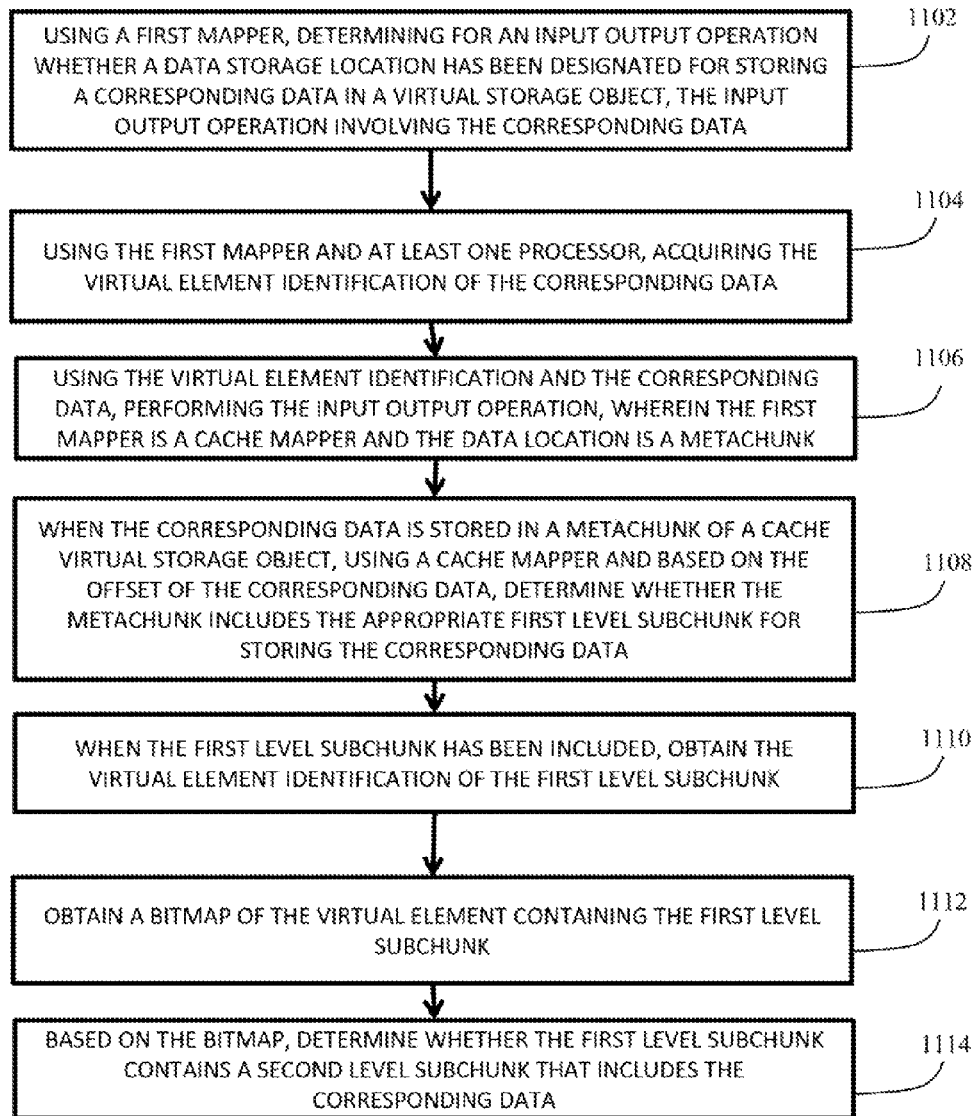 1102
USING A FIRST MAPPER, DETERMINING FOR AN INPUT OUTPUT OPERATION
WHETHER A DATA STORAGE LOCATION HAS BEEN DESIGNATED FOR STORING
A CORRESPONDING DATA IN A VIRTUAL STORAGE OBJECT, THE INPUT
OUTPUT OPERATION INVOLVING THE CORRESPONDING DATA
1104
USING THE FIRST MAPPER AND AT LEAST ONE PROCESSOR, ACQUIRING THE
VIRTUAL ELEMENT IDENTIFICATION OF THE CORRESPONDING DATA
1106
USING THE VIRTUAL ELEMENT IDENTIFICATION AND THE CORRESPONDING
DATA, PERFORMING THE INPUT OUTPUT OPERATION, WHEREIN THE FIRST
MAPPER IS A CACHE MAPPER AND THE DATA LOCATION IS A METACHUNK
WHEN THE CORRESPONDING DATA IS STORED IN A METACHUNK OF A CACHE
VIRTUAL STORAGE OBJECT, USING A CACHE MAPPER AND BASED ON THE
OFFSET OF THE CORRESPONDING DATA, DETERMINE WHETHER THE
METACHUNK INCLUDES THE APPROPRIATE FIRST LEVEL SUBCHUNK FOR
STORING THE CORRESPONDING DATA
1108
WHEN THE FIRST LEVEL SUBCHUNK HAS BEEN INCLUDED, OBTAIN THE
VIRTUAL ELEMENT IDENTIFICATION OF THE FIRST LEVEL SUBCHUNK
1110
OBTAIN A BITMAP OF THE VIRTUAL ELEMENT CONTAINING THE FIRST LEVEL
SUBCHUNK
1112
BASED ON THE BITMAP, DETERMINE WHETHER THE FIRST LEVEL SUBCHUNK
CONTAINS A SECOND LEVEL SUBCHUNK THAT INCLUDES THE
CORRESPONDING DATA
1114